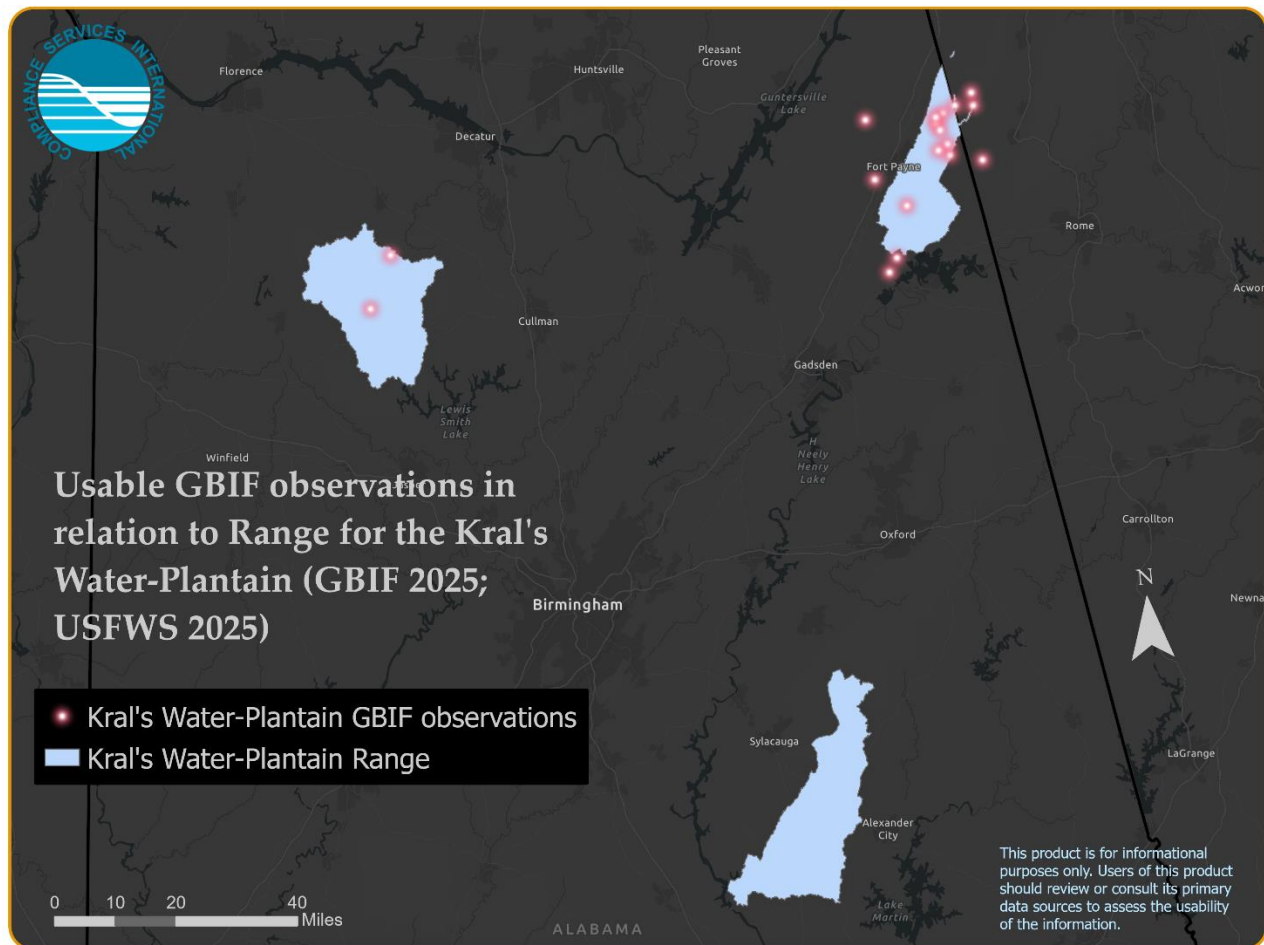 COMPLIANCE SERVICES INTERNATIONAL
Florence
Huntsville
Pleasant
Groves
Guntersville
Lake
Decatur
Fort Payne
Rome
Acwor
Cullman
Gadsden
Lewis
Smith
Lake
Winfield
H
Neely
Henry
Lake
Carrollton
Oxford
Usable GBIF observations in
relation to Range for the Kral's
Water-Plantain (GBIF 2025;
USFWS 2025)
Birmingham
N
Newna
Kral's Water-Plantain GBIF observations
Kral's Water-Plantain Range
Sylacauga
LaGrange
Alexander
City
Lake
Martin
ALABAMA
0 10 20 40
Miles
This product is for informational
purposes only. Users of this product
should review or consult its primary
data sources to assess the usability
of the information.